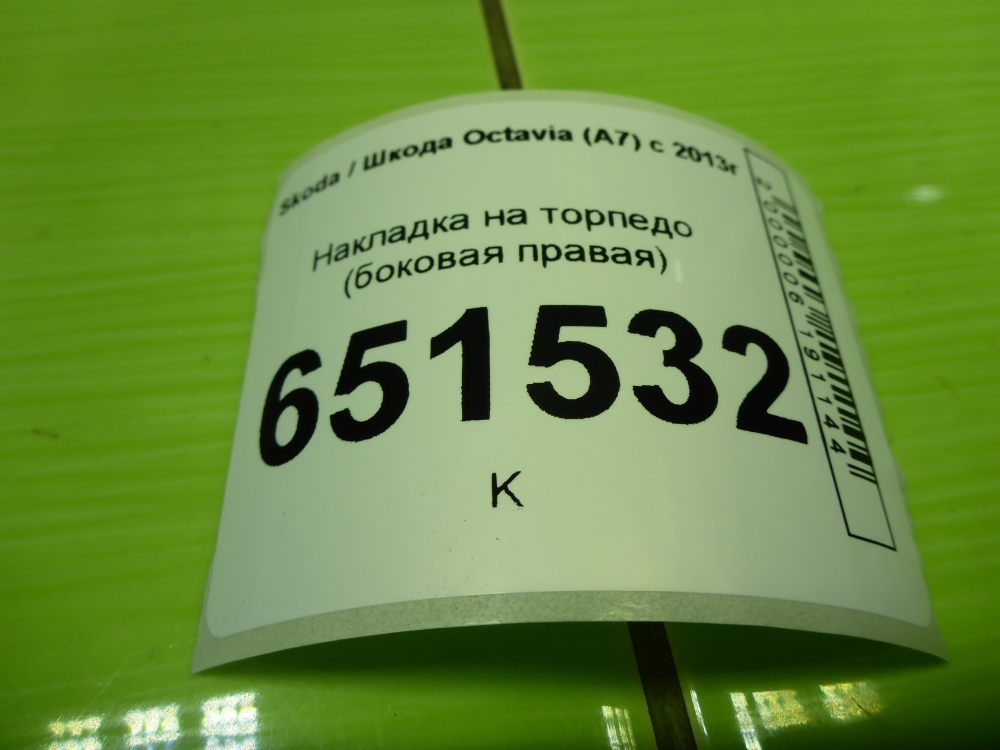 Skoda / Шкода Octavia (A7) с 2013г
Накладка на торпедо
(боковая правая)
651532
К
2000006191144